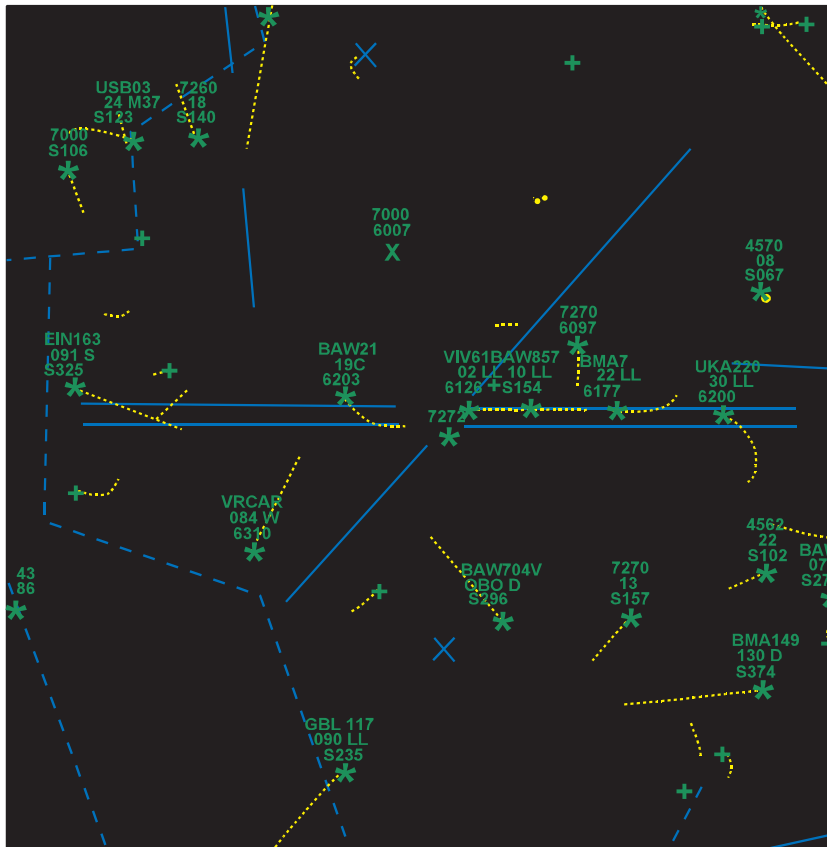 USB03
24 M37
S123
7260
18
S140
7000
S106
7000
6007
4570
08
S067
EIN163
091 S
S325
BAW21
19C
6203
VIV61BAW857
02 LL 10 LL
6126 S154
7270
6097
BMA7
22 LL
6177
UKA220
30 LL
6200
7272
VRCAR
084 W
6310
43
86
BAW704V
OBO D
S296
7270
13
S157
4562
22
S102
BAW
07
S27
BMA149
130 D
S374
GBL 117
090 LL
S235